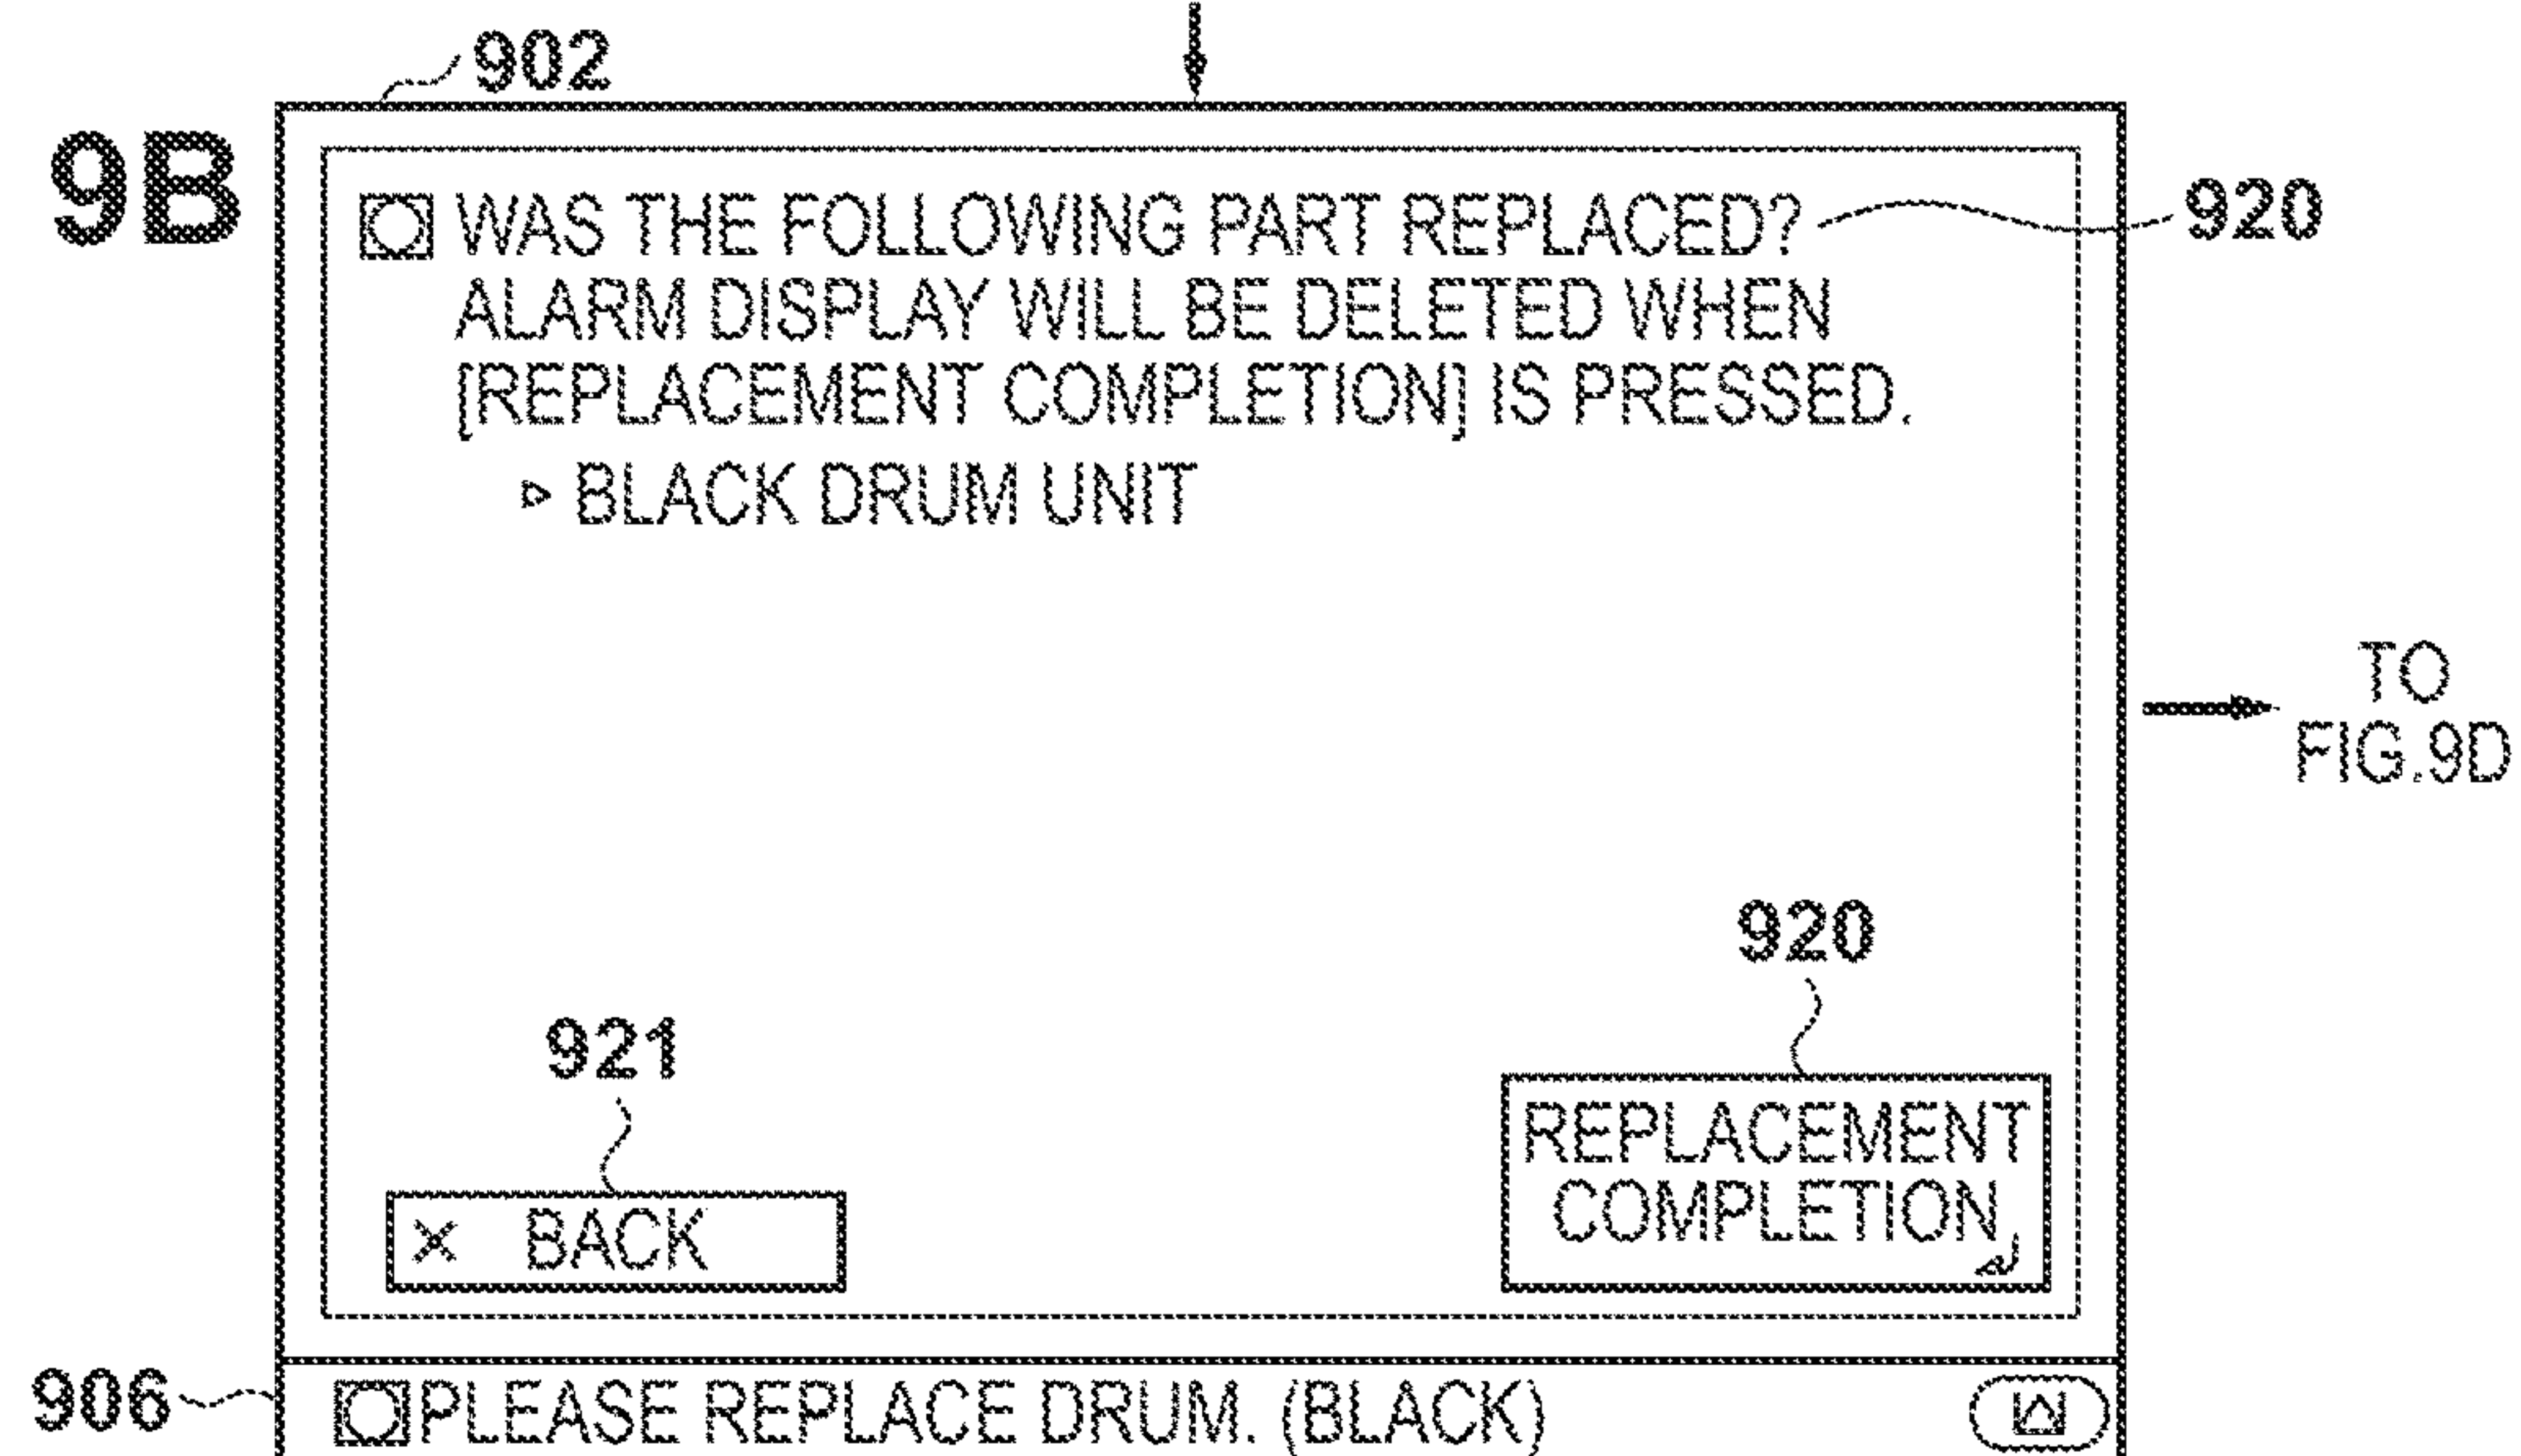 902
9B
WAS THE FOLLOWING PART REPLACED?
920
ALARM DISPLAY WILL BE DELETED WHEN
[REPLACEMENT COMPLETION] IS PRESSED.
▷ BLACK DRUM UNIT
TO
FIG.9D
920
921
REPLACEMENT
COMPLETION
× BACK
906
PLEASE REPLACE DRUM. (BLACK)